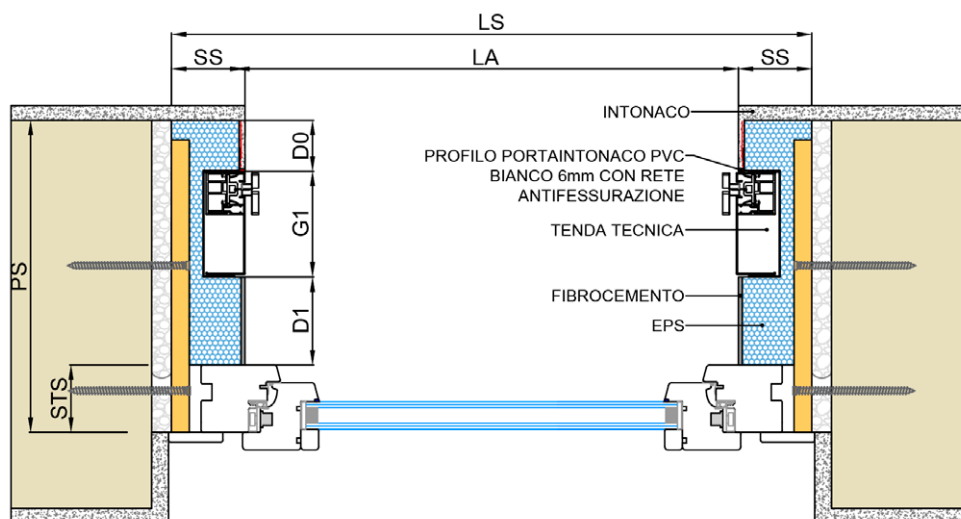 LS
SS
LA
SS
INTONACO
D0
PROFILO PORTAINTONACO PVC
BIANCO 6mm CON RETE
ANTIFESSURAZIONE
G1
TENDA TECNICA
PS
FIBROCEMENTO
D1
EPS
STS